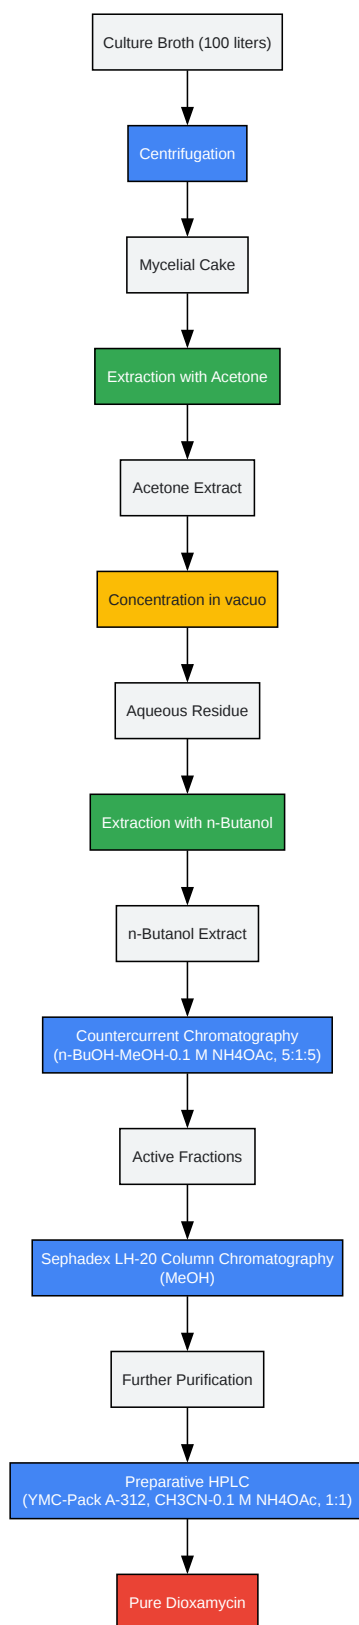 Culture Broth (100 liters)
Centrifugation
Mycelial Cake
Extraction with Acetone
Acetone Extract
Concentration in vacuo
Aqueous Residue
Extraction with n-Butanol
n-Butanol Extract
Countercurrent Chromatography
(n-BuOH-MeOH-0.1 M NH4OAc, 5:1:5)
Active Fractions
Sephadex LH-20 Column Chromatography
(MeOH)
Further Purification
Preparative HPLC
(YMC-Pack A-312, CH3CN-0.1 M NH4OAc, 1:1)
Pure Dioxamycin